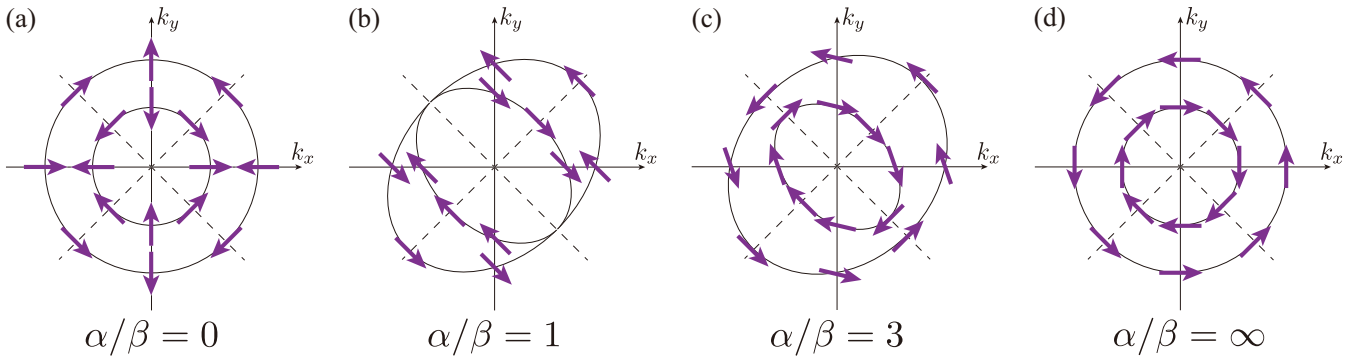 (a) k_y
k_x
α/β = 0
(b) k_y
k_x
α/β = 1
(c) k_y
k_x
α/β = 3
(d) k_y
k_x
α/β = ∞